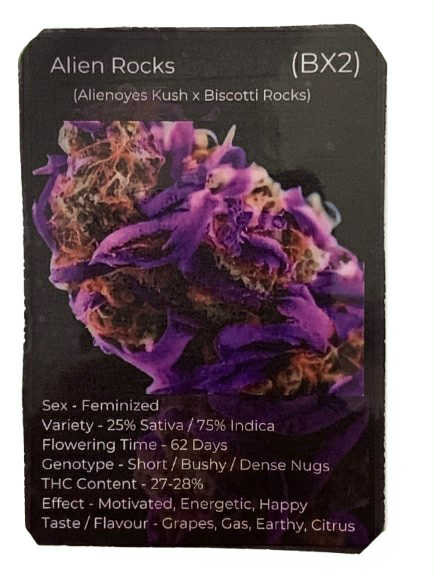 Alien Rocks (BX2)
(Alienoyes Kush x Biscotti Rocks)
Sex - Feminized
Variety - 25% Sativa / 75% Indica
Flowering Time - 62 Days
Genotype - Short / Bushy / Dense Nugs
THC Content - 27-28%
Effect - Motivated, Energetic, Happy
Taste / Flavour - Grapes, Gas, Earthy, Citrus